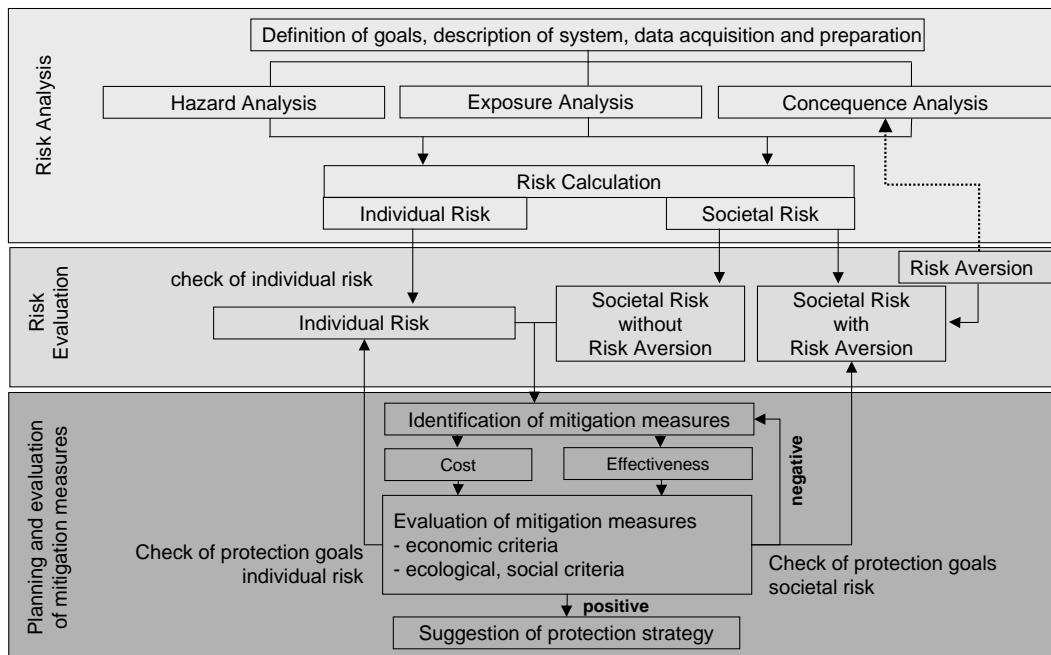 Risk Analysis
Definition of goals, description of system, data acquisition and preparation
Hazard Analysis
Exposure Analysis
Concequence Analysis
Risk Calculation
Individual Risk
Societal Risk
Risk
Evaluation
check of individual risk
Risk Aversion
Individual Risk
Societal Risk
without
Risk Aversion
Societal Risk
with
Risk Aversion
Planning and evaluation
of mitigation measures
Identification of mitigation measures
Cost
Effectiveness
negative
Evaluation of mitigation measures
- economic criteria
- ecological, social criteria
Check of protection goals
individual risk
Check of protection goals
societal risk
positive
Suggestion of protection strategy